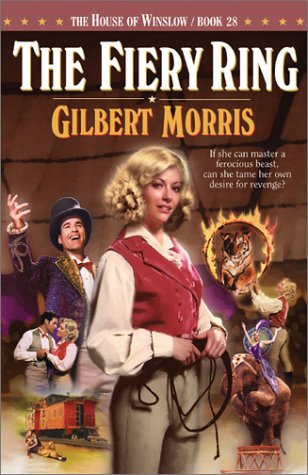 THE HOUSE OF WINSLOW / BOOK 28
THE FIERY RING
GILBERT MORRIS
If she can master
a ferocious beast,
can she tame her own
desire for revenge?